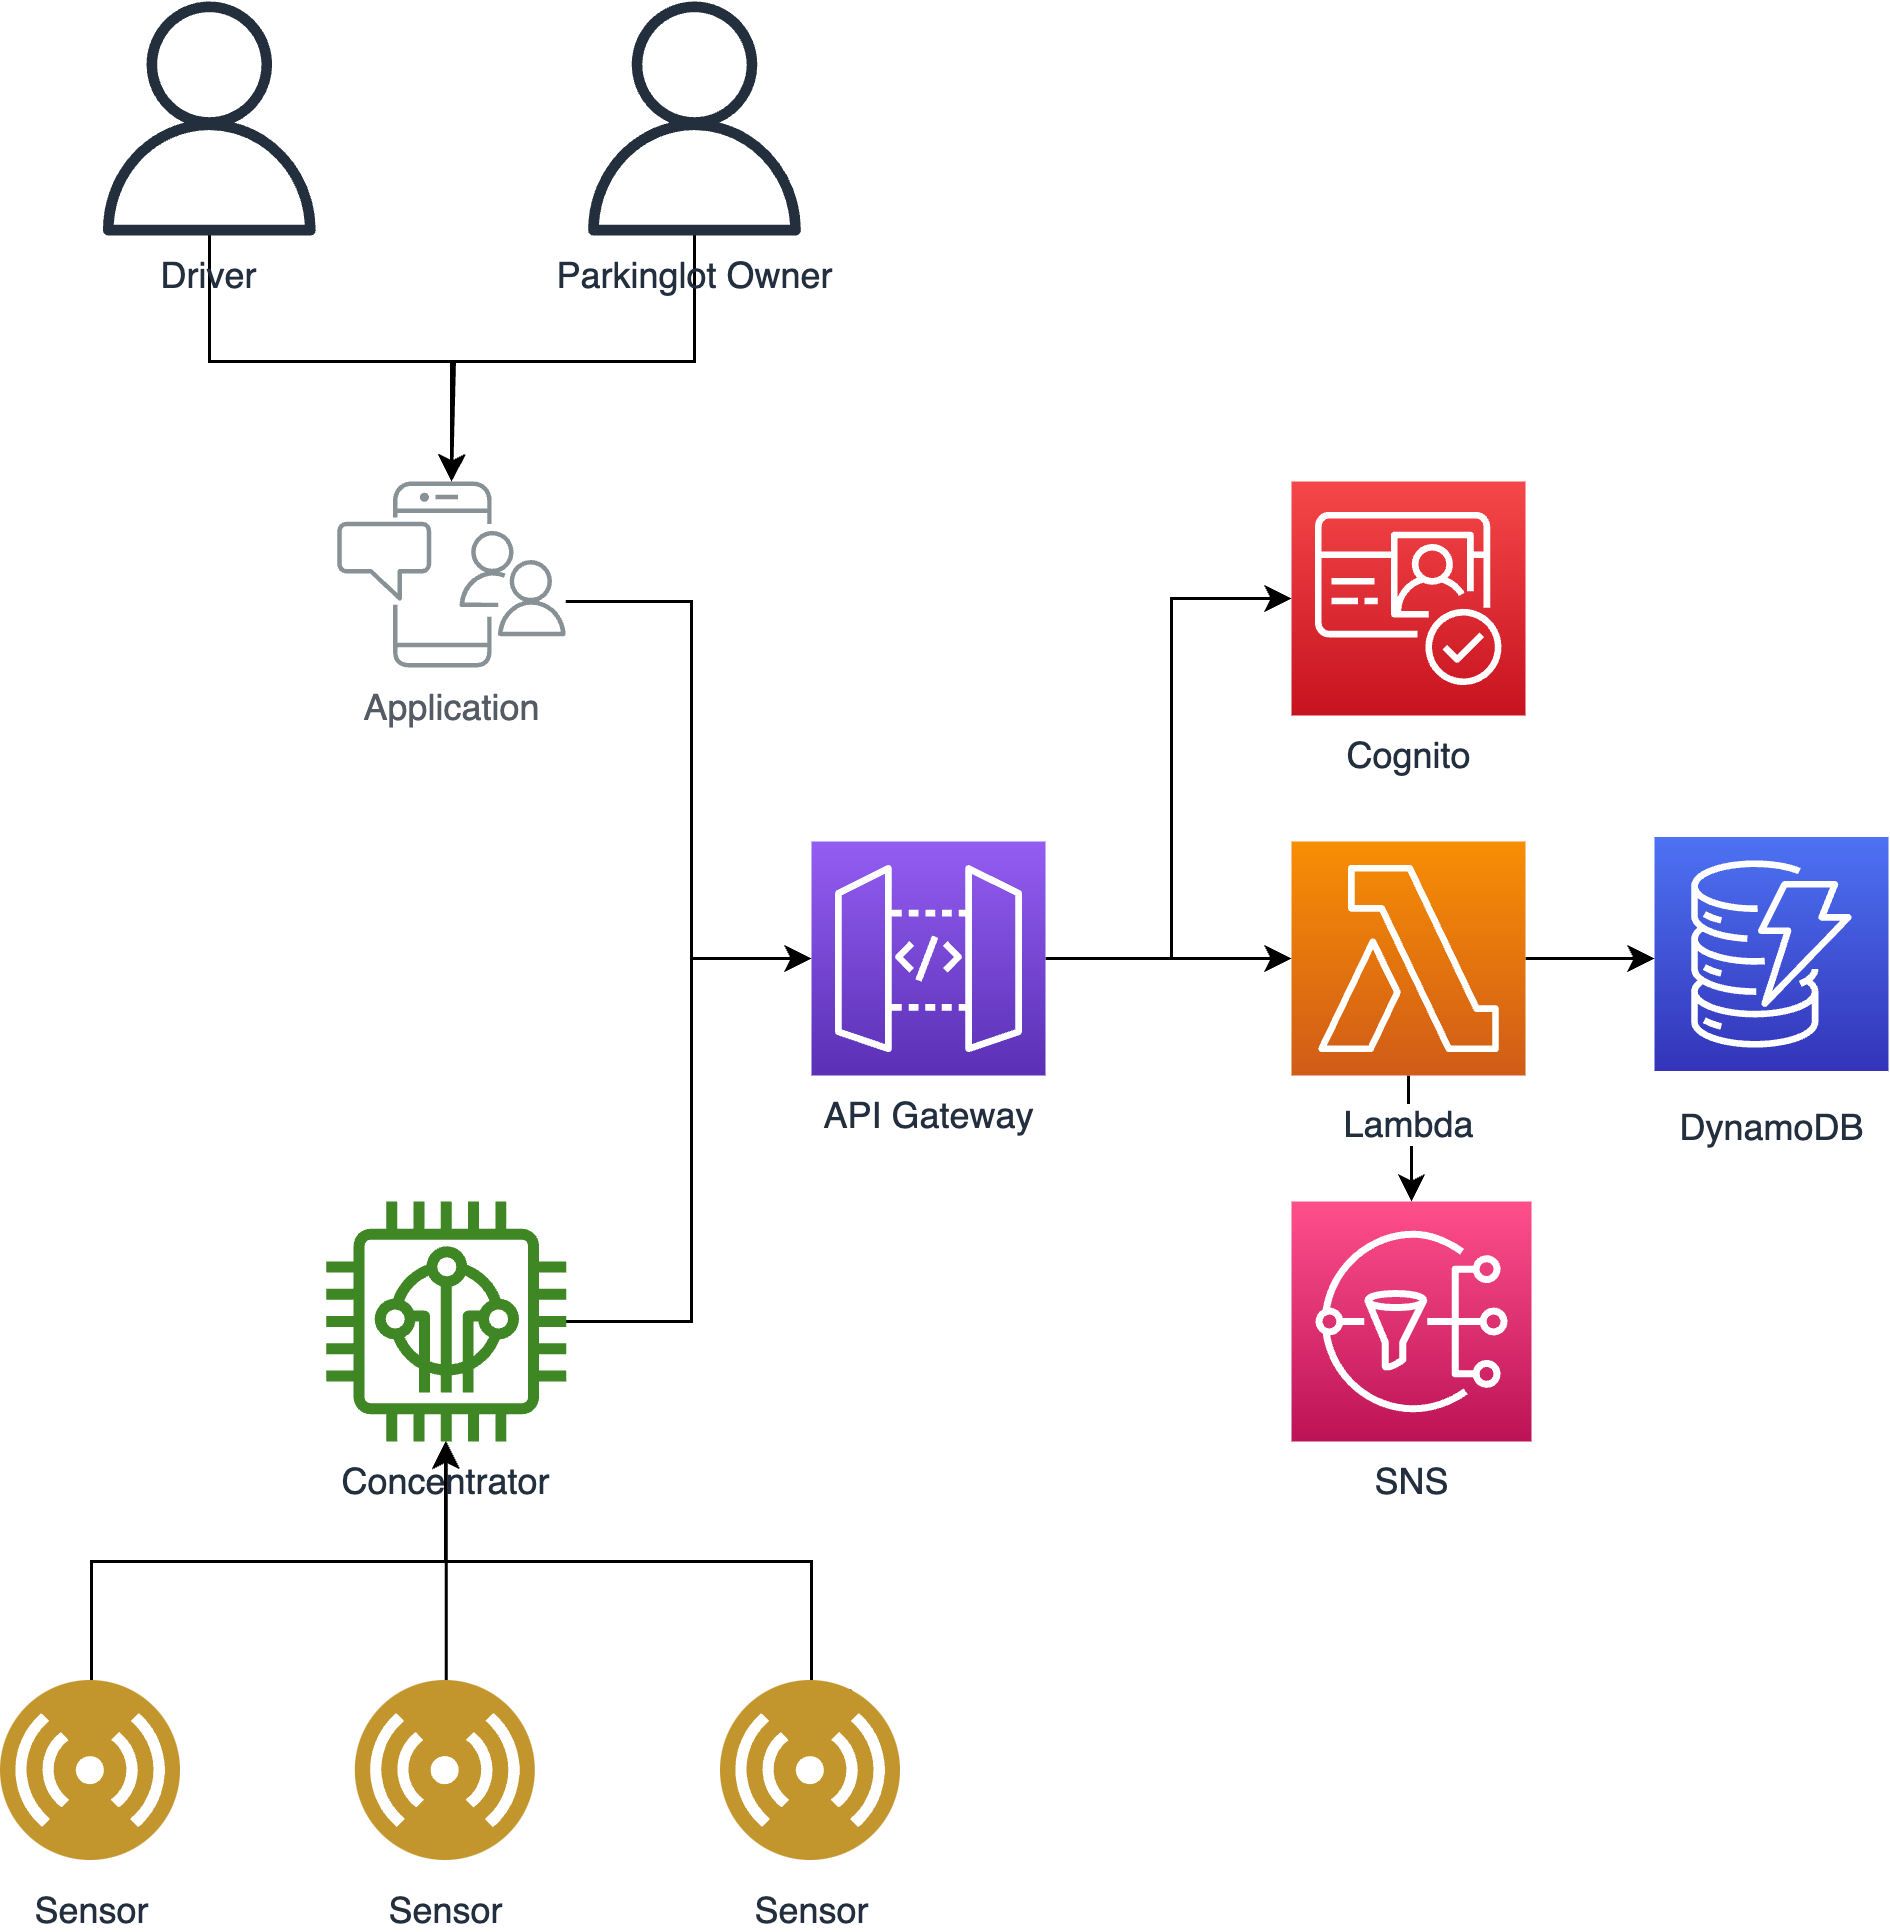 Driver
Parkinglot Owner
Application
Cognito
API Gateway
Lambda
DynamoDB
Concentrator
SNS
Sensor
Sensor
Sensor